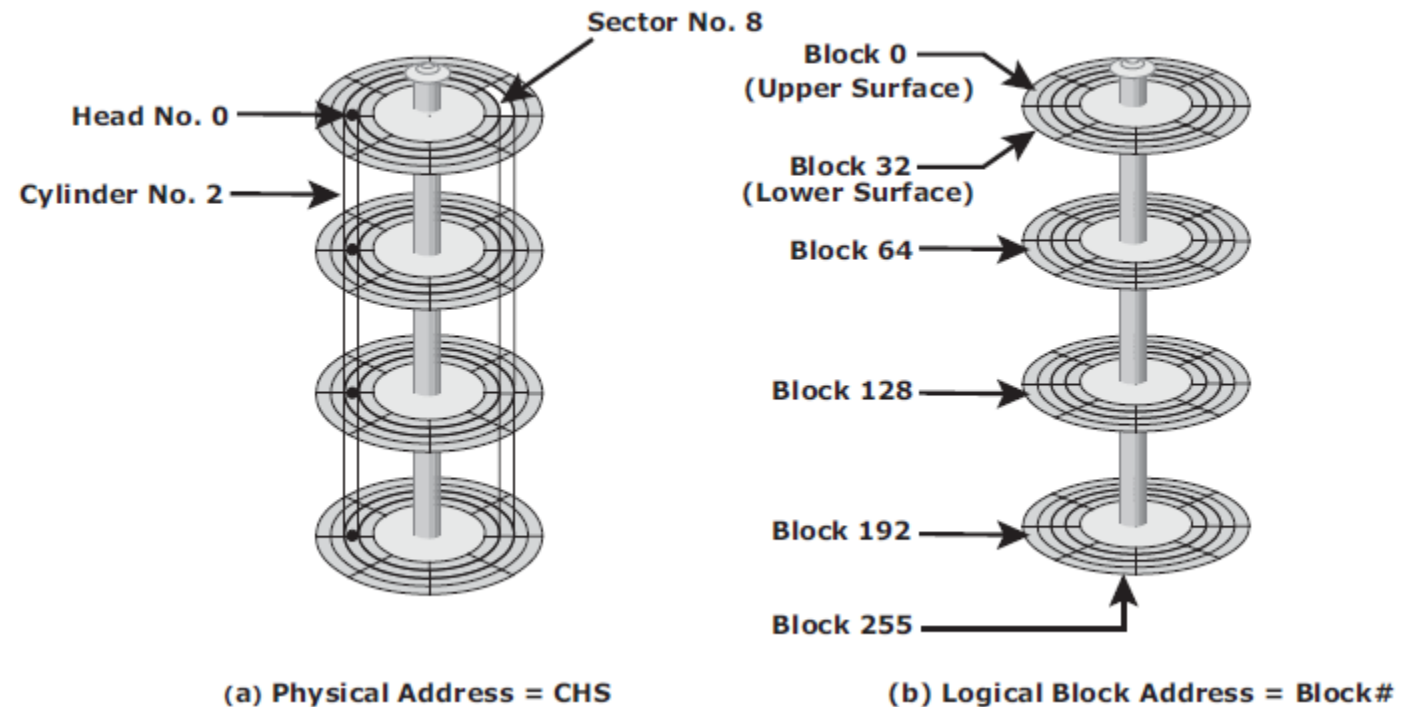 Sector No. 8
Head No. 0
Cylinder No. 2
(a) Physical Address = CHS
Block 0
(Upper Surface)
Block 32
(Lower Surface)
Block 64
Block 128
Block 192
Block 255
(b) Logical Block Address = Block#